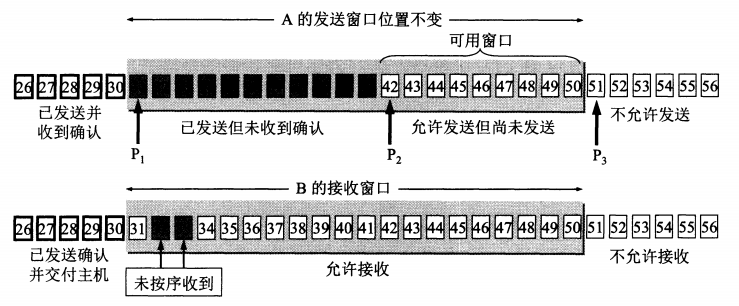 A 的发送窗口位置不变
可用窗口
26 27 28 29 30 42 43 44 45 46 47 48 49 50 51 52 53 54 55 56
已发送并
收到确认
已发送但未收到确认
允许发送但尚未发送
不允许发送
P1
P2
P3
B 的接收窗口
26 27 28 29 30 31 34 35 36 37 38 39 40 41 42 43 44 45 46 47 48 49 50 51 52 53 54 55 56
已发送确认
并交付主机
未按序收到
允许接收
不允许接收